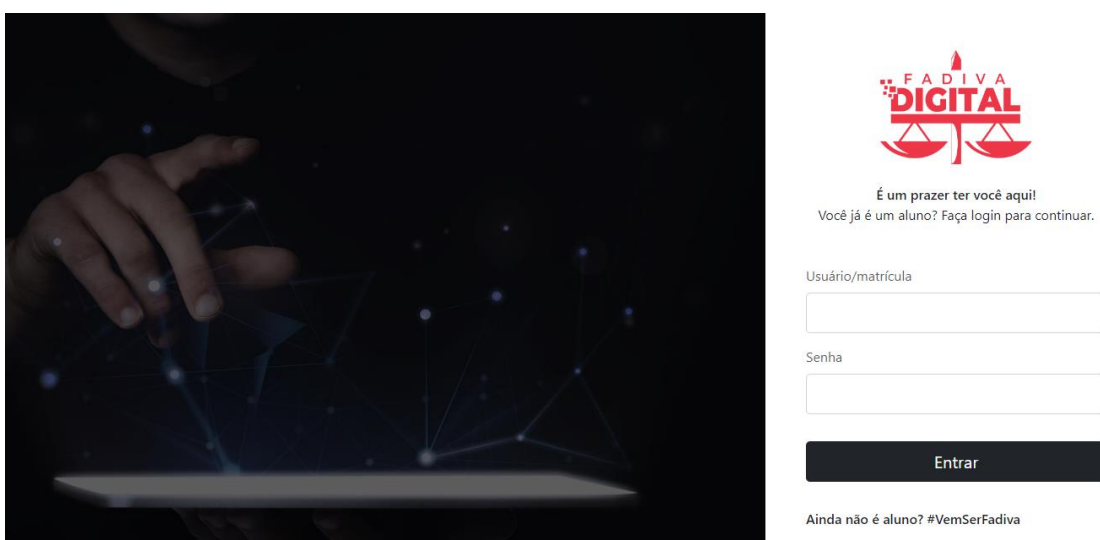 FADIVA
DIGITAL
É um prazer ter você aqui!
Você já é um aluno? Faça login para continuar.
Usuário/matrícula
Senha
Entrar
Ainda não é aluno? #VemSerFadiva